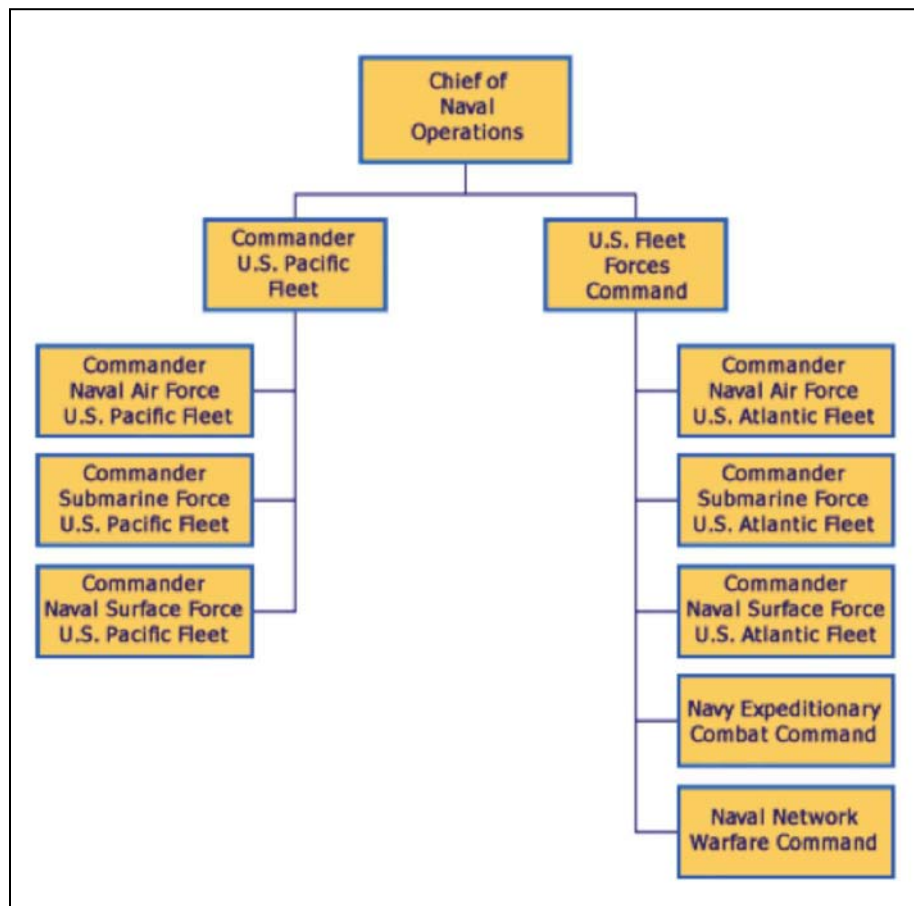 Chief of
Naval
Operations
Commander
U.S. Pacific
Fleet
U.S. Fleet
Forces
Command
Commander
Naval Air Force
U.S. Pacific Fleet
Commander
Submarine Force
U.S. Pacific Fleet
Commander
Naval Surface Force
U.S. Pacific Fleet
Commander
Naval Air Force
U.S. Atlantic Fleet
Commander
Submarine Force
U.S. Atlantic Fleet
Commander
Naval Surface Force
U.S. Atlantic Fleet
Navy Expeditionary
Combat Command
Naval Network
Warfare Command